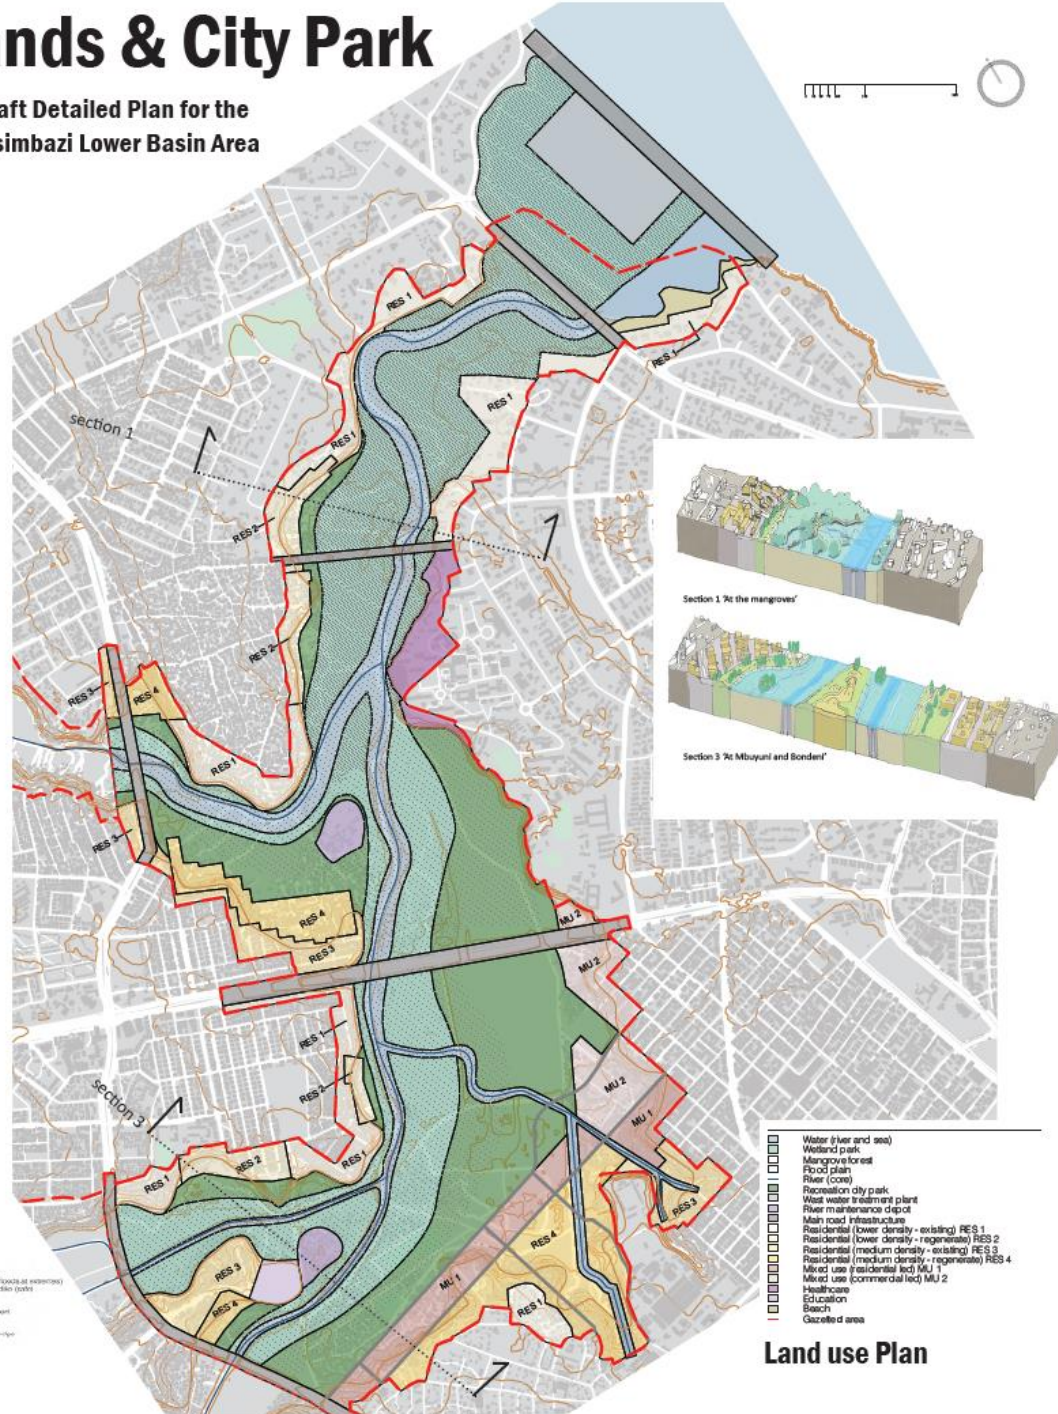 nds & City Park
aft Detailed Plan for the
simbazi Lower Basin Area
RES 1
RES 1
RES 1
section 1
RES 1
RES 2
RES 2
Section 1 'At the mangroves'
RES 3
RES 4
RES 1
Section 3 'At Mbuyuni and Bondeni'
RES 3
RES 4
MU 2
RES 3
MU 2
RES 1
RES 2
MU 2
section 3
MU 1
RES 2
RES 1
RES 1
RES 3
RES 4
RES 3
MU 1
RES 4
RES 1
Water (river and sea)
Wetland park
Mangrove forest
Flood plain
River (core)
Recreation city park
Wast water treatment plant
River maintenance depot
Main road infrastructure
Residential (lower density - existing) RES 1
Residential (lower density - regenerate) RES 2
Residential (medium density - existing) RES 3
Residential (medium density - regenerate) RES 4
Mixed use (residential led) MU 1
Mixed use (commercial led) MU 2
Healthcare
Education
Beach
Gazetted area
Land use Plan